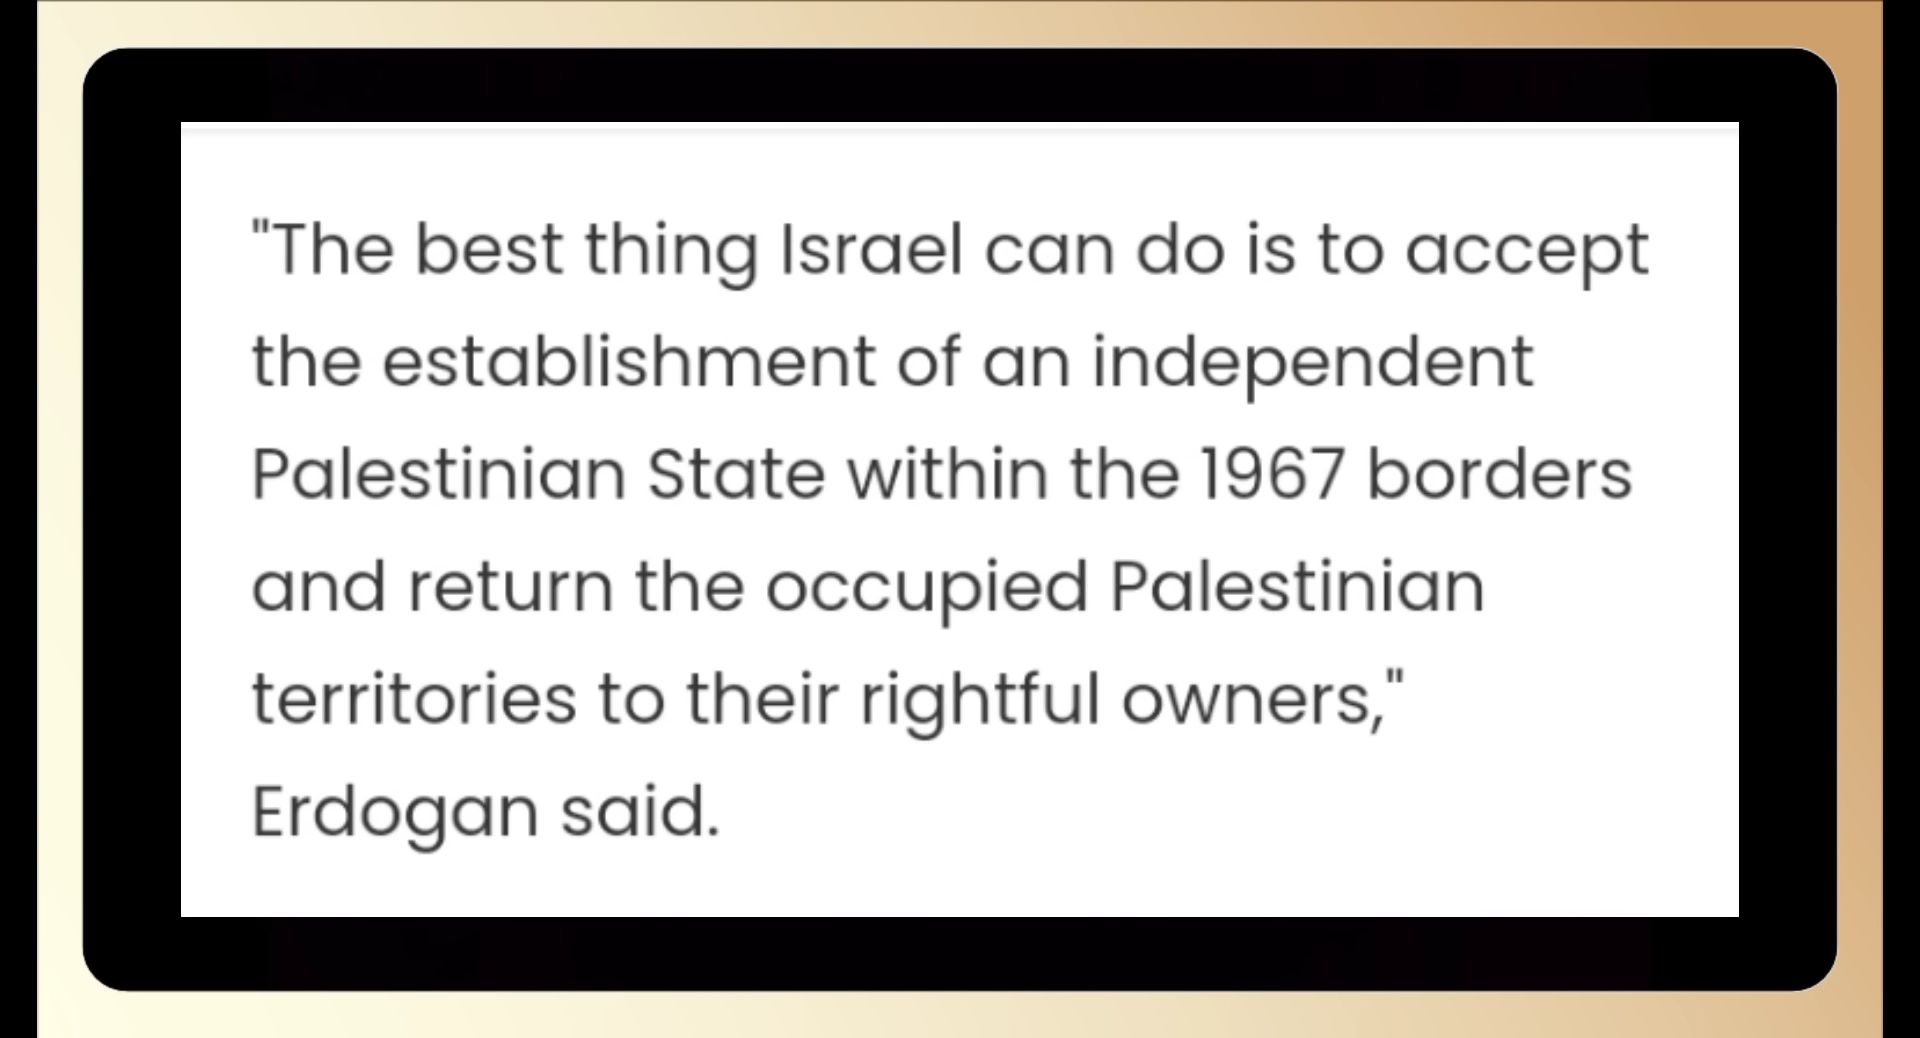 "The best thing Israel can do is to accept
the establishment of an independent
Palestinian State within the 1967 borders
and return the occupied Palestinian
territories to their rightful owners,"
Erdogan said.